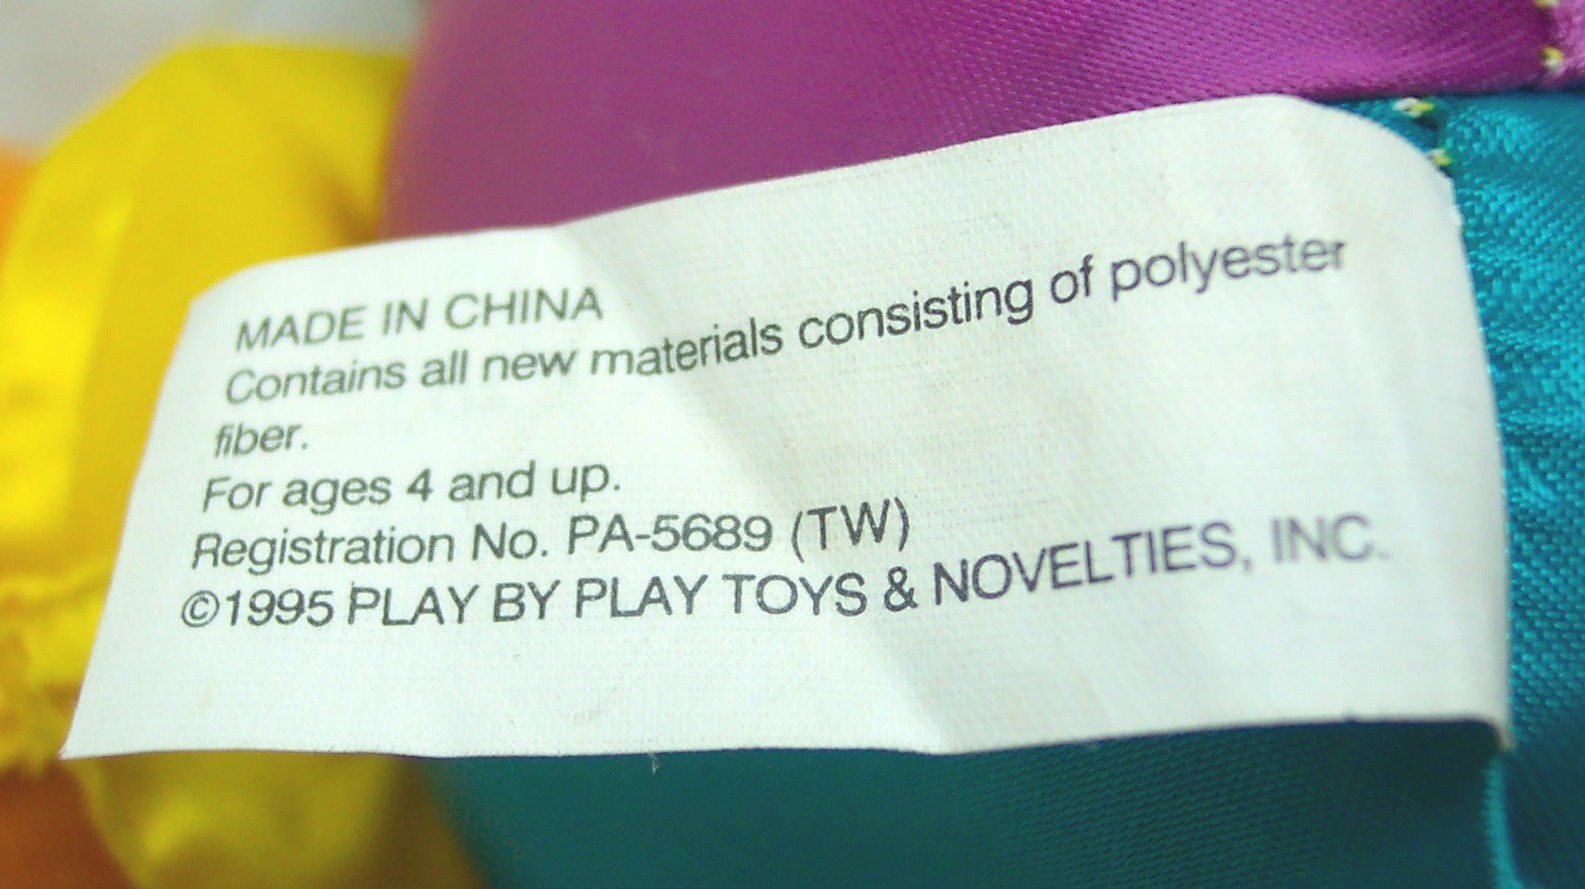 MADE IN CHINA
Contains all new materials consisting of polyester
fiber.
For ages 4 and up.
Registration No. PA-5689 (TW)
©1995 PLAY BY PLAY TOYS & NOVELTIES, INC.